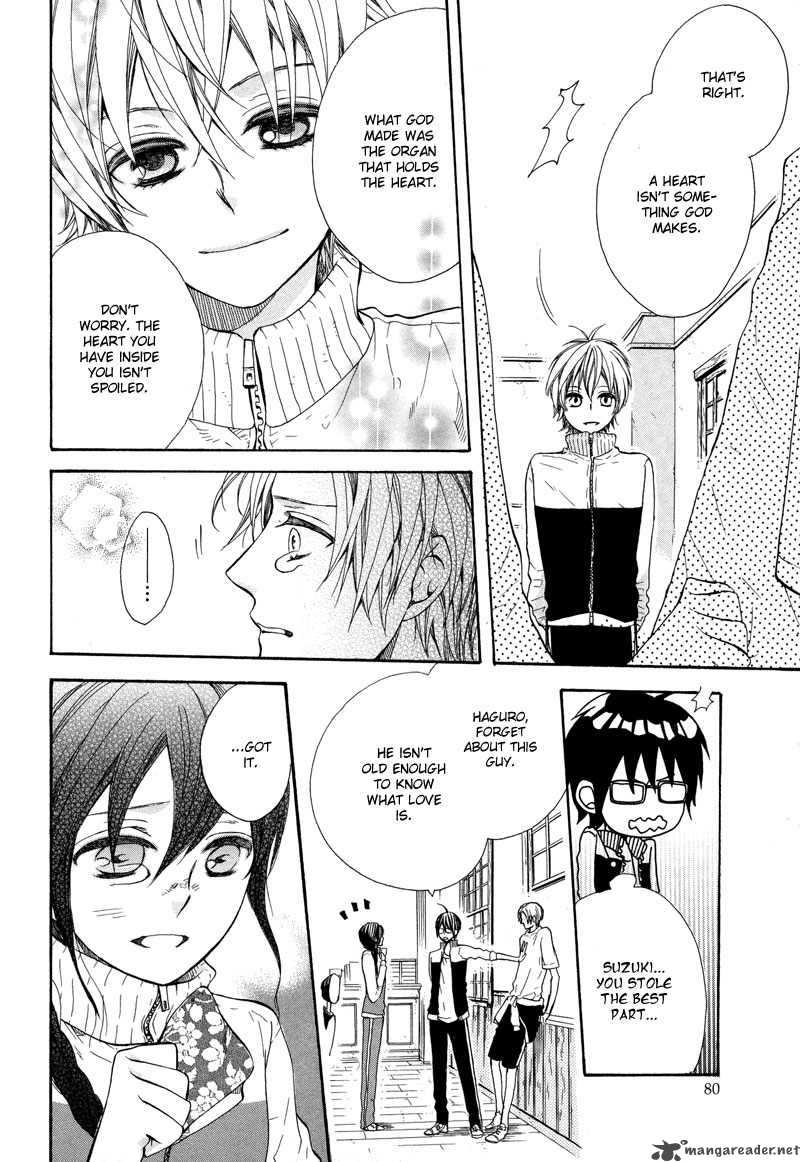 THAT'S
RIGHT.
A HEART
ISN'T SOME-
THING GOD
MAKES.
WHAT GOD
MADE WAS
THE ORGAN
THAT HOLDS
THE HEART.
DON'T
WORRY. THE
HEART YOU
HAVE INSIDE
YOU ISN'T
SPOILED.
......
SUZUKI...
YOU STOLE
THE BEST
PART...
HAGURO,
FORGET
ABOUT THIS
GUY.
HE ISN'T
OLD ENOUGH
TO KNOW
WHAT LOVE
IS.
...GOT
IT.
80
mangareader.net